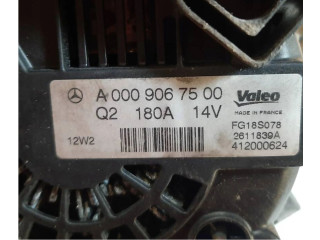 A 000 906 75 00
Q2 180A 14V
12W2
Valeo
MADE IN FRANCE
FG18S078
2611839A
412000624